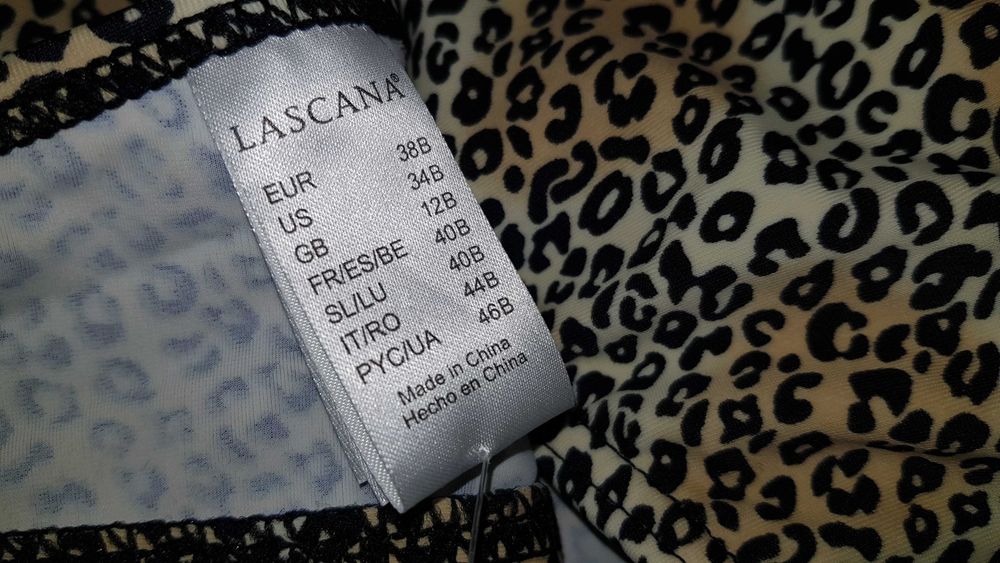 LASCANA®
EUR 38B
US 34B
GB 12B
FR/ES/BE 40B
SL/LU 40B
IT/RO 44B
PYC/UA 46B
Made in China
Hecho en China